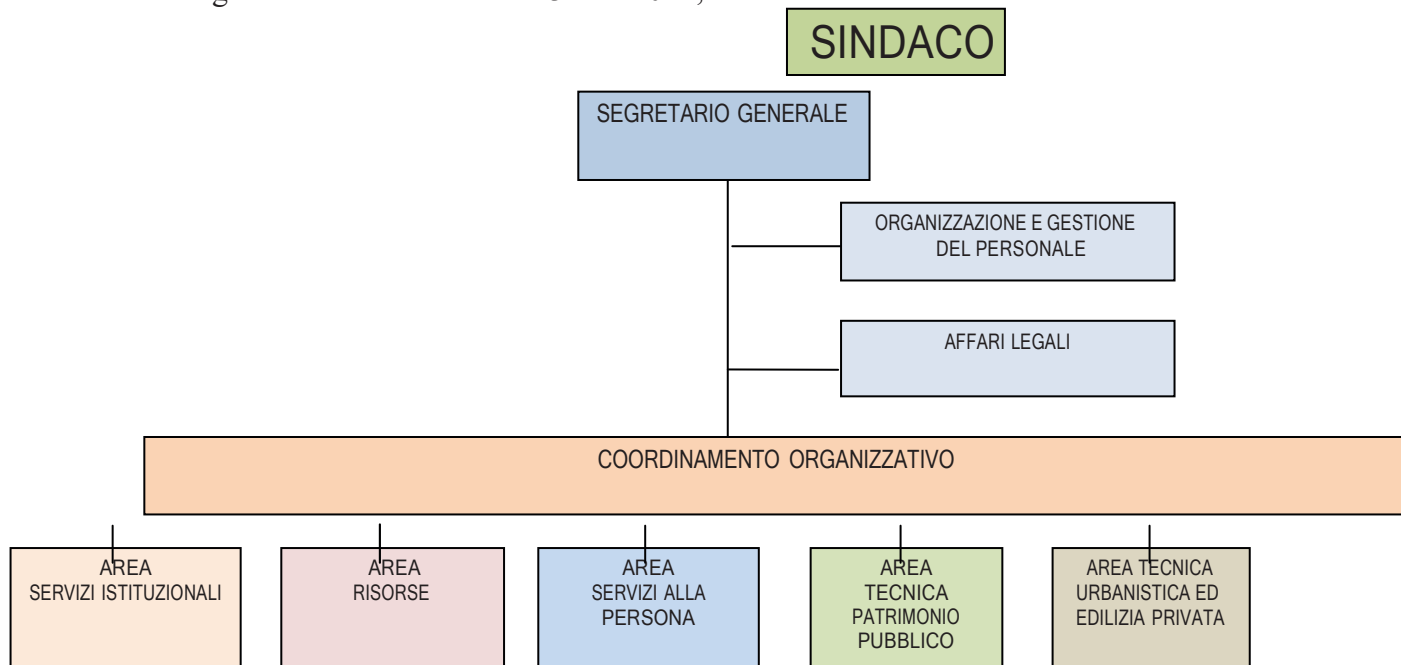 SINDACO
SEGRETARIO GENERALE
ORGANIZZAZIONE E GESTIONE
DEL PERSONALE
AFFARI LEGALI
COORDINAMENTO ORGANIZZATIVO
AREA
SERVIZI ISTITUZIONALI
AREA
RISORSE
AREA
SERVIZI ALLA
PERSONA
AREA
TECNICA
PATRIMONIO
PUBBLICO
AREA TECNICA
URBANISTICA ED
EDILIZIA PRIVATA